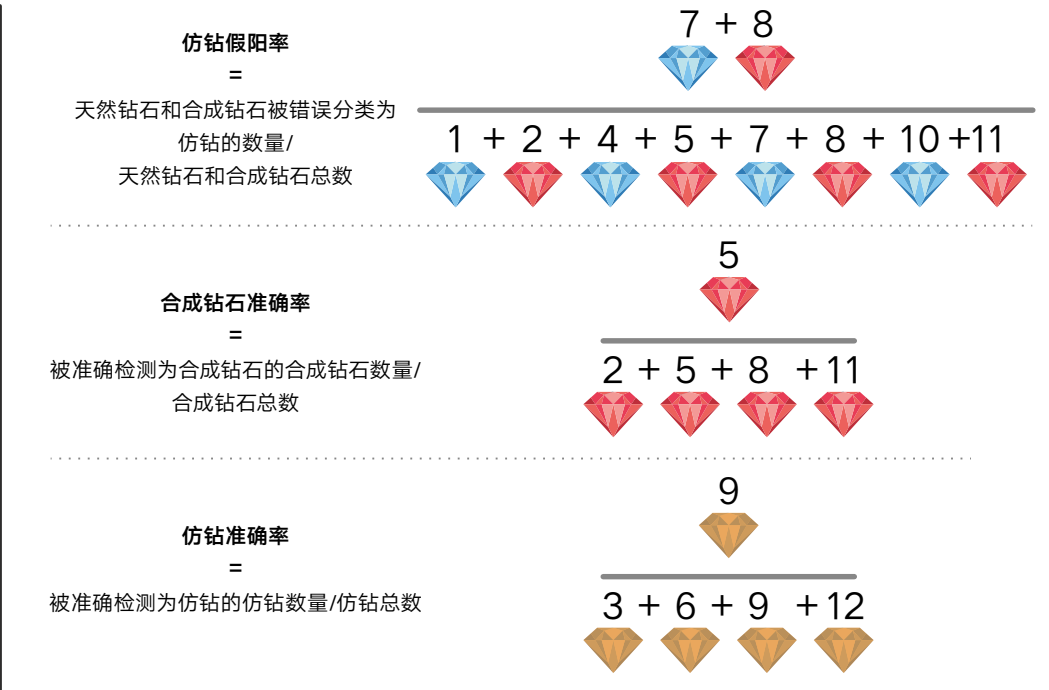 仿钻假阳率
=
天然钻石和合成钻石被错误分类为
仿钻的数量/
天然钻石和合成钻石总数
7 + 8
1 + 2 + 4 + 5 + 7 + 8 + 10 +11
合成钻石准确率
=
被准确检测为合成钻石的合成钻石数量/
合成钻石总数
5
2 + 5 + 8 +11
仿钻准确率
=
被准确检测为仿钻的仿钻数量/仿钻总数
9
3 + 6 + 9 +12